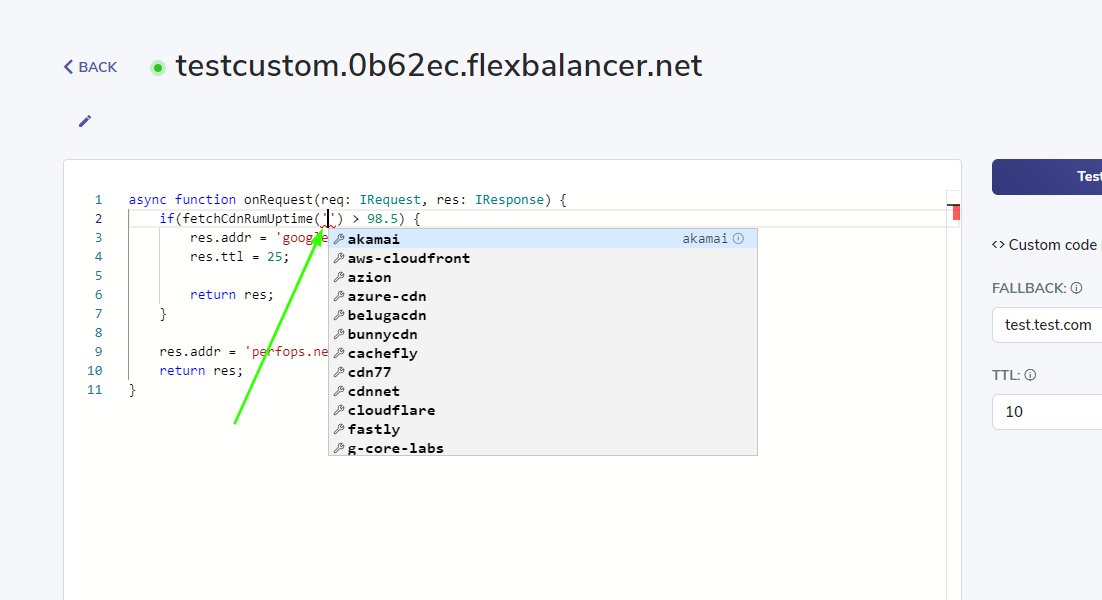 BACK
testcustom.0b62ec.flexbalancer.net
1 async function onRequest(req: IRequest, res: IResponse) {
2 if(fetchCdnRumUptime('') > 98.5) {
3 res.addr = 'google
4 res.ttl = 25;
5
6 return res;
7 }
8
9 res.addr = 'perfops.ne
10 return res;
11 }
akamai akamai
aws-cloudfront
azion
azure-cdn
belugacdn
bunnycdn
cachefly
cdn77
cdnnet
cloudflare
fastly
g-core-labs
Test
<> Custom code
FALLBACK:
test.test.com
TTL:
10